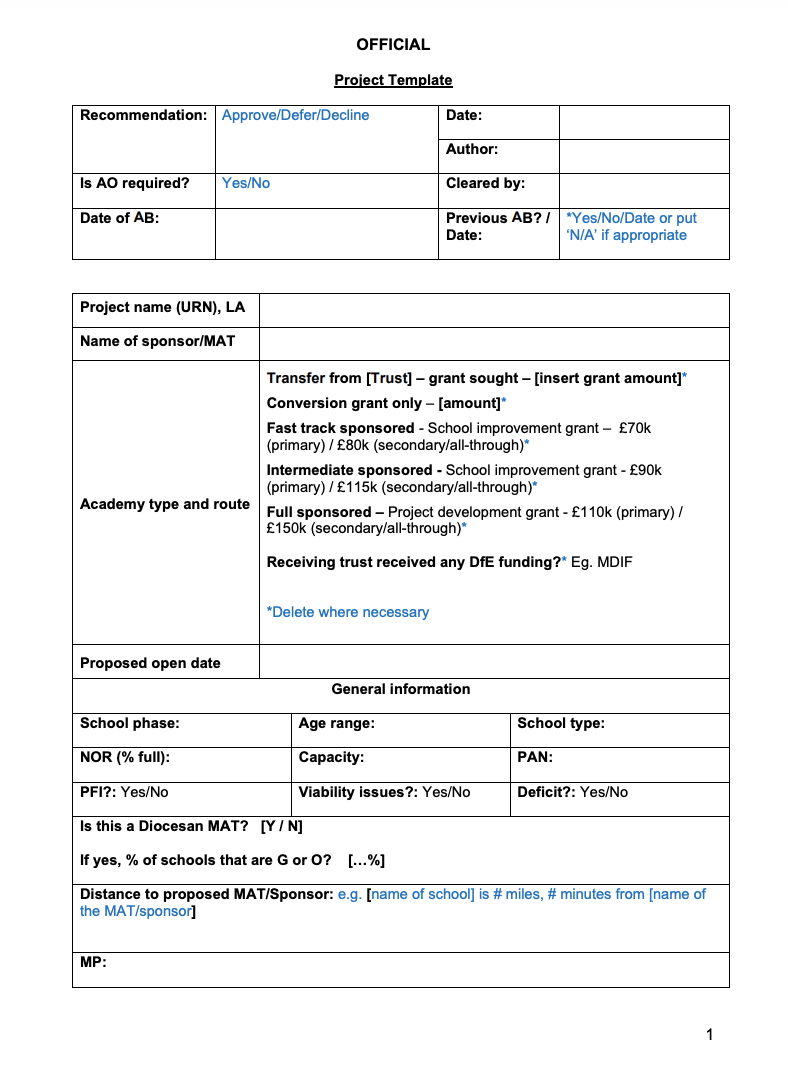 OFFICIAL
Project Template
Recommendation: Approve/Defer/Decline Date:
Author:
Is AO required? Yes/No Cleared by:
Date of AB: Previous AB? / *Yes/No/Date or put
Date: ‘N/A’ if appropriate
Project name (URN), LA
Name of sponsor/MAT
Transfer from [Trust] – grant sought – [insert grant amount]*
Conversion grant only – [amount]*
Fast track sponsored - School improvement grant – £70k
(primary) / £80k (secondary/all-through)*
Intermediate sponsored - School improvement grant - £90k
(primary) / £115k (secondary/all-through)*
Academy type and route
Full sponsored – Project development grant - £110k (primary) /
£150k (secondary/all-through)*
Receiving trust received any DfE funding?* Eg. MDIF
*Delete where necessary
Proposed open date
General information
School phase: Age range: School type:
NOR (% full): Capacity: PAN:
PFI?: Yes/No Viability issues?: Yes/No Deficit?: Yes/No
Is this a Diocesan MAT? [Y / N]
If yes, % of schools that are G or O? […%]
Distance to proposed MAT/Sponsor: e.g. [name of school] is # miles, # minutes from [name of
the MAT/sponsor]
MP:
1